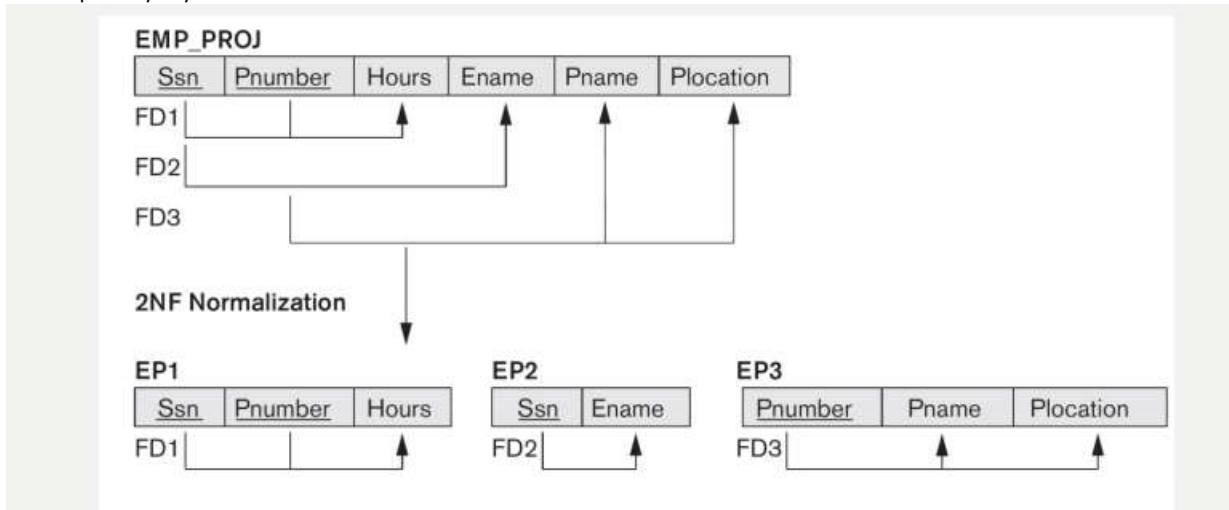 EMP_PROJ
Ssn Pnumber Hours Ename Pname Plocation
FD1
FD2
FD3
2NF Normalization
EP1 EP2 EP3
Ssn Pnumber Hours Ssn Ename Pnumber Pname Plocation
FD1 FD2 FD3